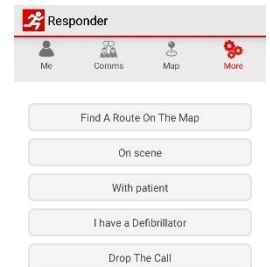 Responder
Me Comms Map More
Find A Route On The Map
On scene
With patient
I have a Defibrillator
Drop The Call